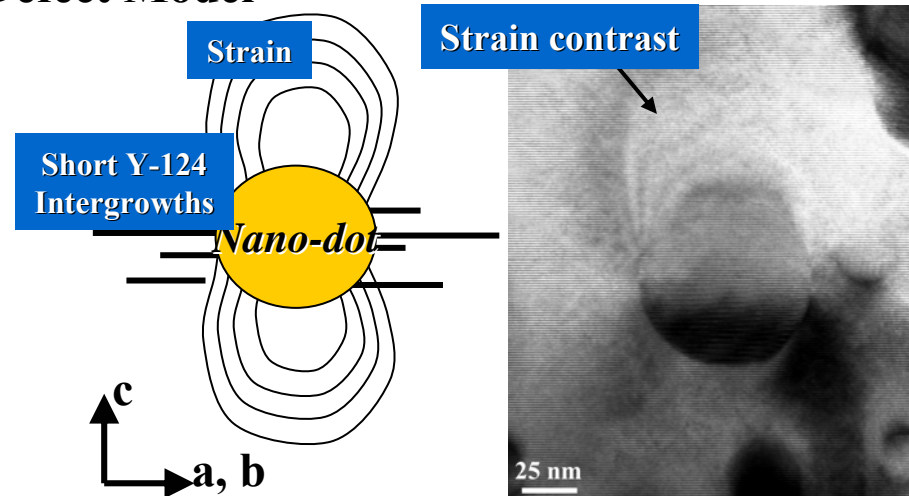 Strain
Strain contrast
Short Y-124
Intergrowths
Nano-dot
c
a, b
25 nm